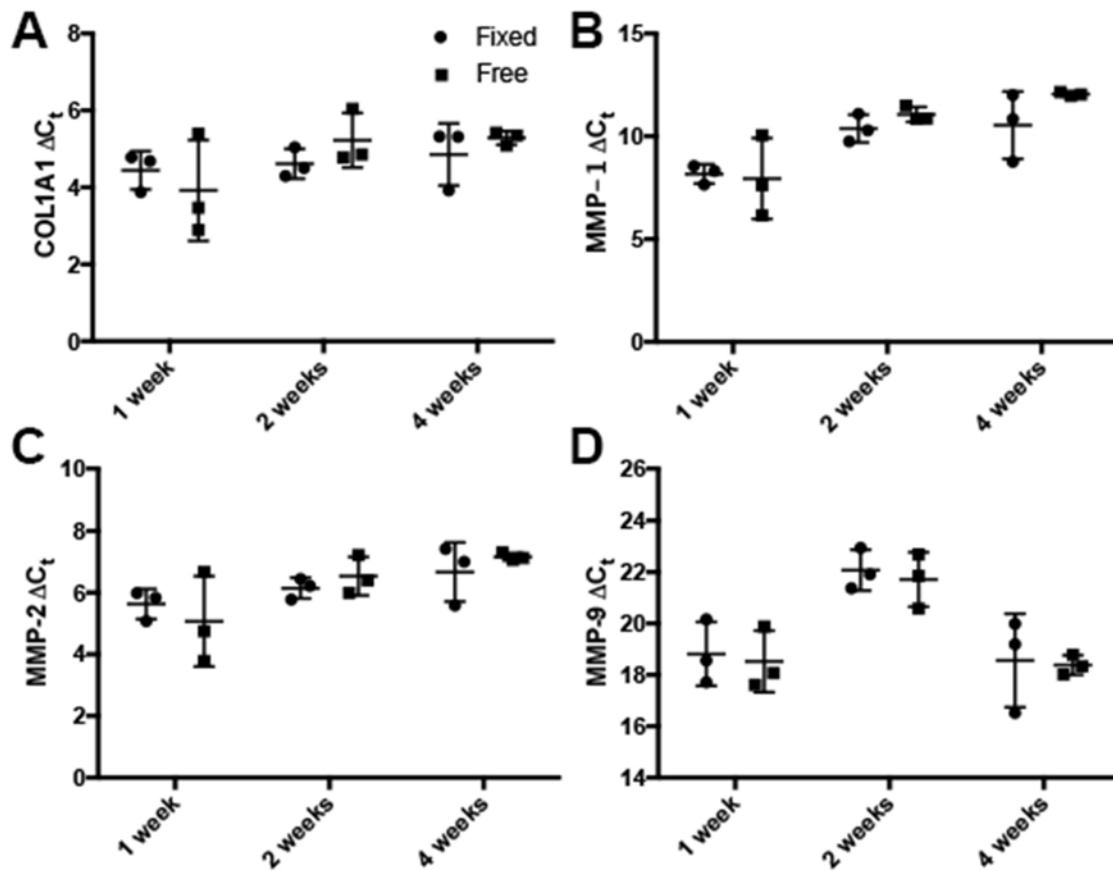 A
COL1A1 ΔCt
8
6
4
2
0
Fixed
Free
1 week
2 weeks
4 weeks
B
MMP-1 ΔCt
15
10
5
0
1 week
2 weeks
4 weeks
C
MMP-2 ΔCt
10
8
6
4
2
0
1 week
2 weeks
4 weeks
D
MMP-9 ΔCt
26
24
22
20
18
16
14
1 week
2 weeks
4 weeks